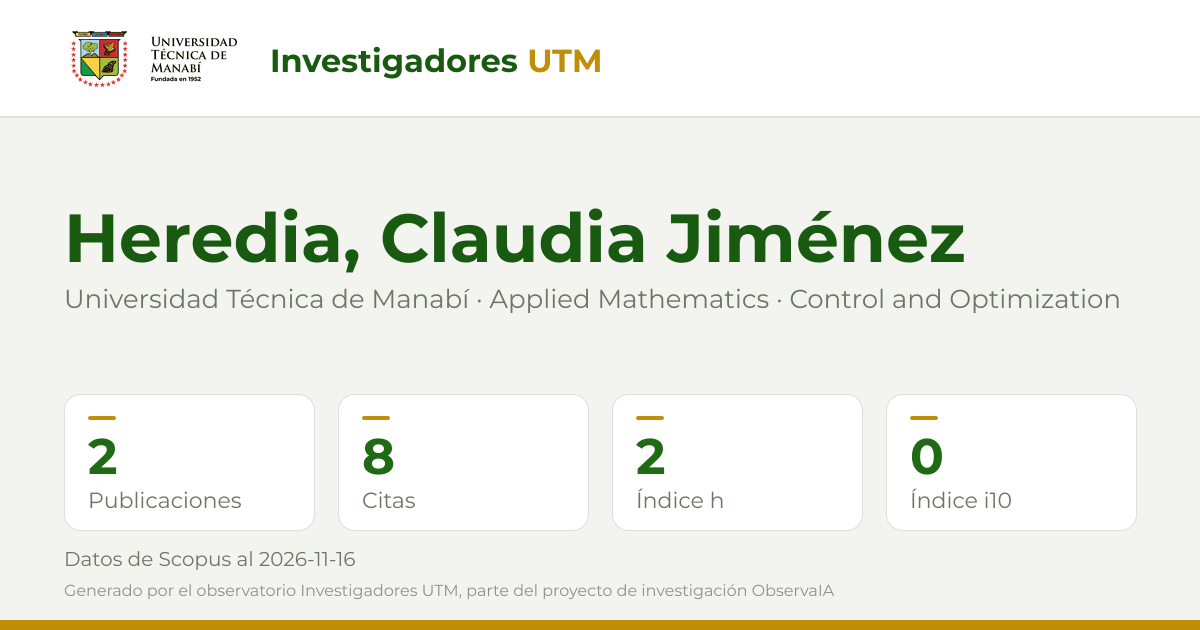 UNIVERSIDAD
TÉCNICA DE
MANABÍ
Fundada en 1952
Investigadores UTM
Heredia, Claudia Jiménez
Universidad Técnica de Manabí · Applied Mathematics · Control and Optimization
2
Publicaciones
8
Citas
2
Índice h
0
Índice i10
Datos de Scopus al 2026-11-16
Generado por el observatorio Investigadores UTM, parte del proyecto de investigación ObservaIA